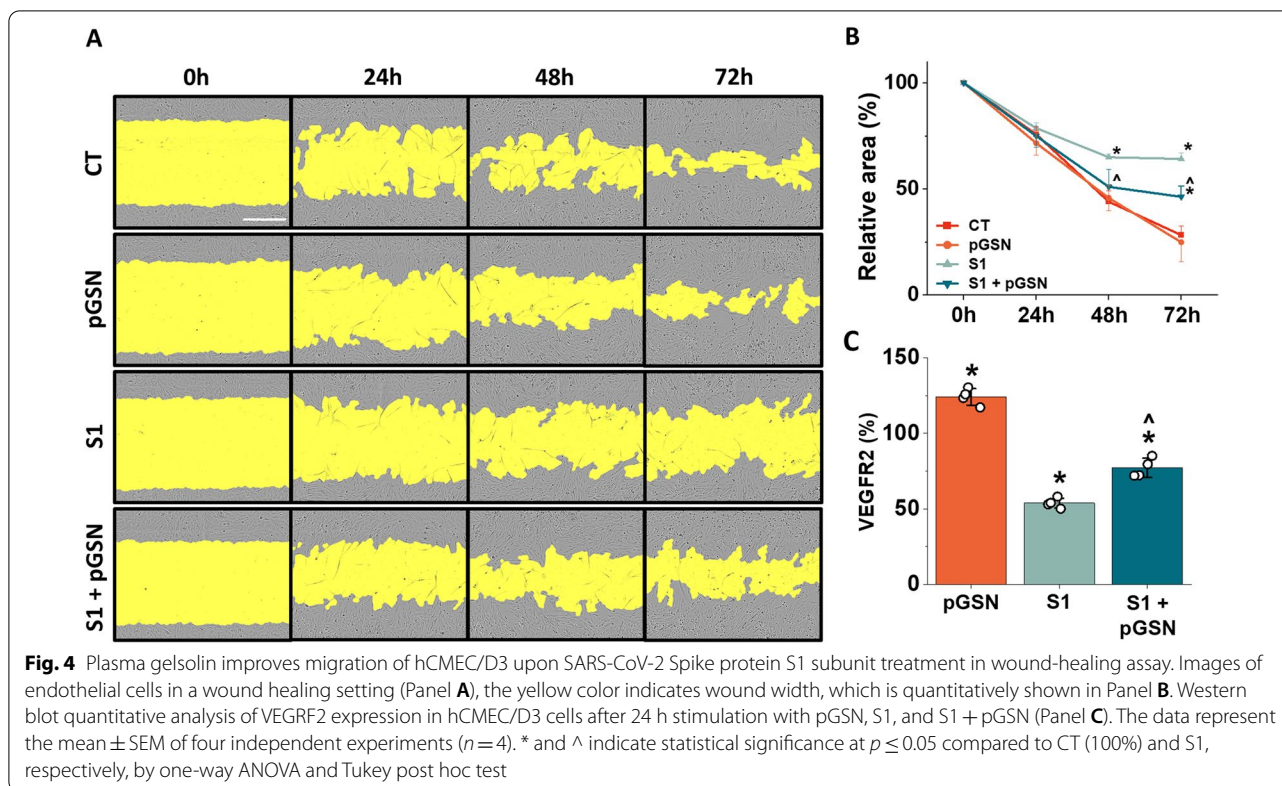 A
0h 24h 48h 72h
CT
pGSN
S1
S1 + pGSN
B
Relative area (%)
100
50
0
*
*
^
^
*
CT
pGSN
S1
S1 + pGSN
0h 24h 48h 72h
C
VEGFR2 (%)
150
100
50
0
*
*
^
*
pGSN S1 S1 +
pGSN
Fig. 4 Plasma gelsolin improves migration of hCMEC/D3 upon SARS-CoV-2 Spike protein S1 subunit treatment in wound-healing assay. Images of
endothelial cells in a wound healing setting (Panel A), the yellow color indicates wound width, which is quantitatively shown in Panel B. Western
blot quantitative analysis of VEGRF2 expression in hCMEC/D3 cells after 24 h stimulation with pGSN, S1, and S1 + pGSN (Panel C). The data represent
the mean ± SEM of four independent experiments (n = 4). * and ^ indicate statistical significance at p ≤ 0.05 compared to CT (100%) and S1,
respectively, by one-way ANOVA and Tukey post hoc test